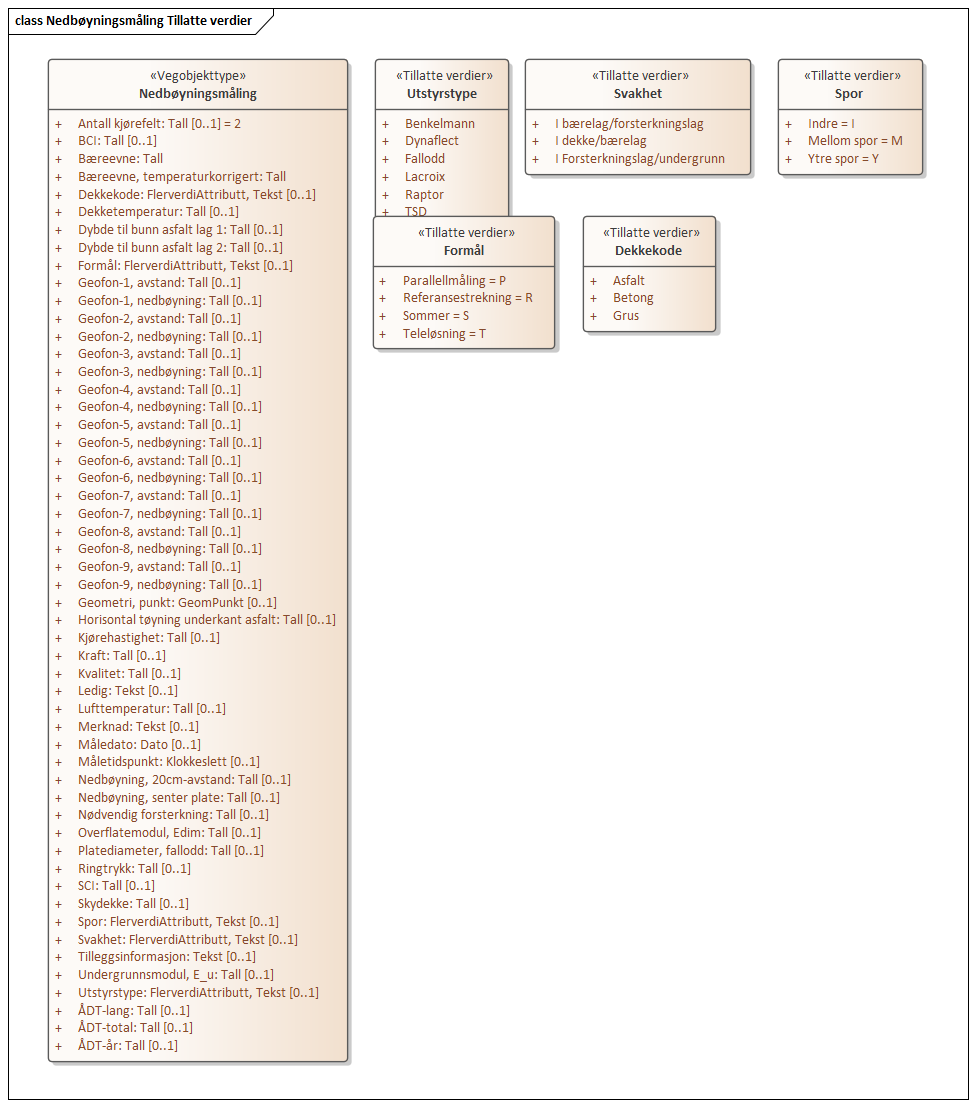 class Nedbøyningsmåling Tillatte verdier
«Vegobjekttype»
Nedbøyningsmåling
+ Antall kjørefelt: Tall [0..1] = 2
+ BCI: Tall [0..1]
+ Bæreevne: Tall
+ Bæreevne, temperaturkorrigert: Tall
+ Dekkekode: FlerverdiAttributt, Tekst [0..1]
+ Dekketemperatur: Tall [0..1]
+ Dybde til bunn asfalt lag 1: Tall [0..1]
+ Dybde til bunn asfalt lag 2: Tall [0..1]
+ Formål: FlerverdiAttributt, Tekst [0..1]
+ Geofon-1, avstand: Tall [0..1]
+ Geofon-1, nedbøyning: Tall [0..1]
+ Geofon-2, avstand: Tall [0..1]
+ Geofon-2, nedbøyning: Tall [0..1]
+ Geofon-3, avstand: Tall [0..1]
+ Geofon-3, nedbøyning: Tall [0..1]
+ Geofon-4, avstand: Tall [0..1]
+ Geofon-4, nedbøyning: Tall [0..1]
+ Geofon-5, avstand: Tall [0..1]
+ Geofon-5, nedbøyning: Tall [0..1]
+ Geofon-6, avstand: Tall [0..1]
+ Geofon-6, nedbøyning: Tall [0..1]
+ Geofon-7, avstand: Tall [0..1]
+ Geofon-7, nedbøyning: Tall [0..1]
+ Geofon-8, avstand: Tall [0..1]
+ Geofon-8, nedbøyning: Tall [0..1]
+ Geofon-9, avstand: Tall [0..1]
+ Geofon-9, nedbøyning: Tall [0..1]
+ Geometri, punkt: GeomPunkt [0..1]
+ Horisontal tøyning underkant asfalt: Tall [0..1]
+ Kjørehastighet: Tall [0..1]
+ Kraft: Tall [0..1]
+ Kvalitet: Tall [0..1]
+ Ledig: Tekst [0..1]
+ Lufttemperatur: Tall [0..1]
+ Merknad: Tekst [0..1]
+ Måledato: Dato [0..1]
+ Måletidspunkt: Klokkeslett [0..1]
+ Nedbøyning, 20cm-avstand: Tall [0..1]
+ Nedbøyning, senter plate: Tall [0..1]
+ Nødvendig forsterkning: Tall [0..1]
+ Overflatemodul, Edim: Tall [0..1]
+ Platediameter, fallodd: Tall [0..1]
+ Ringtrykk: Tall [0..1]
+ SCI: Tall [0..1]
+ Skydekke: Tall [0..1]
+ Spor: FlerverdiAttributt, Tekst [0..1]
+ Svakhet: FlerverdiAttributt, Tekst [0..1]
+ Tilleggsinformasjon: Tekst [0..1]
+ Undergrunnsmodul, E_u: Tall [0..1]
+ Utstyrstype: FlerverdiAttributt, Tekst [0..1]
+ ÅDT-lang: Tall [0..1]
+ ÅDT-total: Tall [0..1]
+ ÅDT-år: Tall [0..1]
«Tillatte verdier»
Utstyrstype
+ Benkelmann
+ Dynaflect
+ Fallodd
+ Lacroix
+ Raptor
+ TSD
«Tillatte verdier»
Svakhet
+ I bærelag/forsterkningslag
+ I dekke/bærelag
+ I Forsterkningslag/undergrunn
«Tillatte verdier»
Spor
+ Indre = I
+ Mellom spor = M
+ Ytre spor = Y
«Tillatte verdier»
Formål
+ Parallellmåling = P
+ Referansestrekning = R
+ Sommer = S
+ Teleløsning = T
«Tillatte verdier»
Dekkekode
+ Asfalt
+ Betong
+ Grus